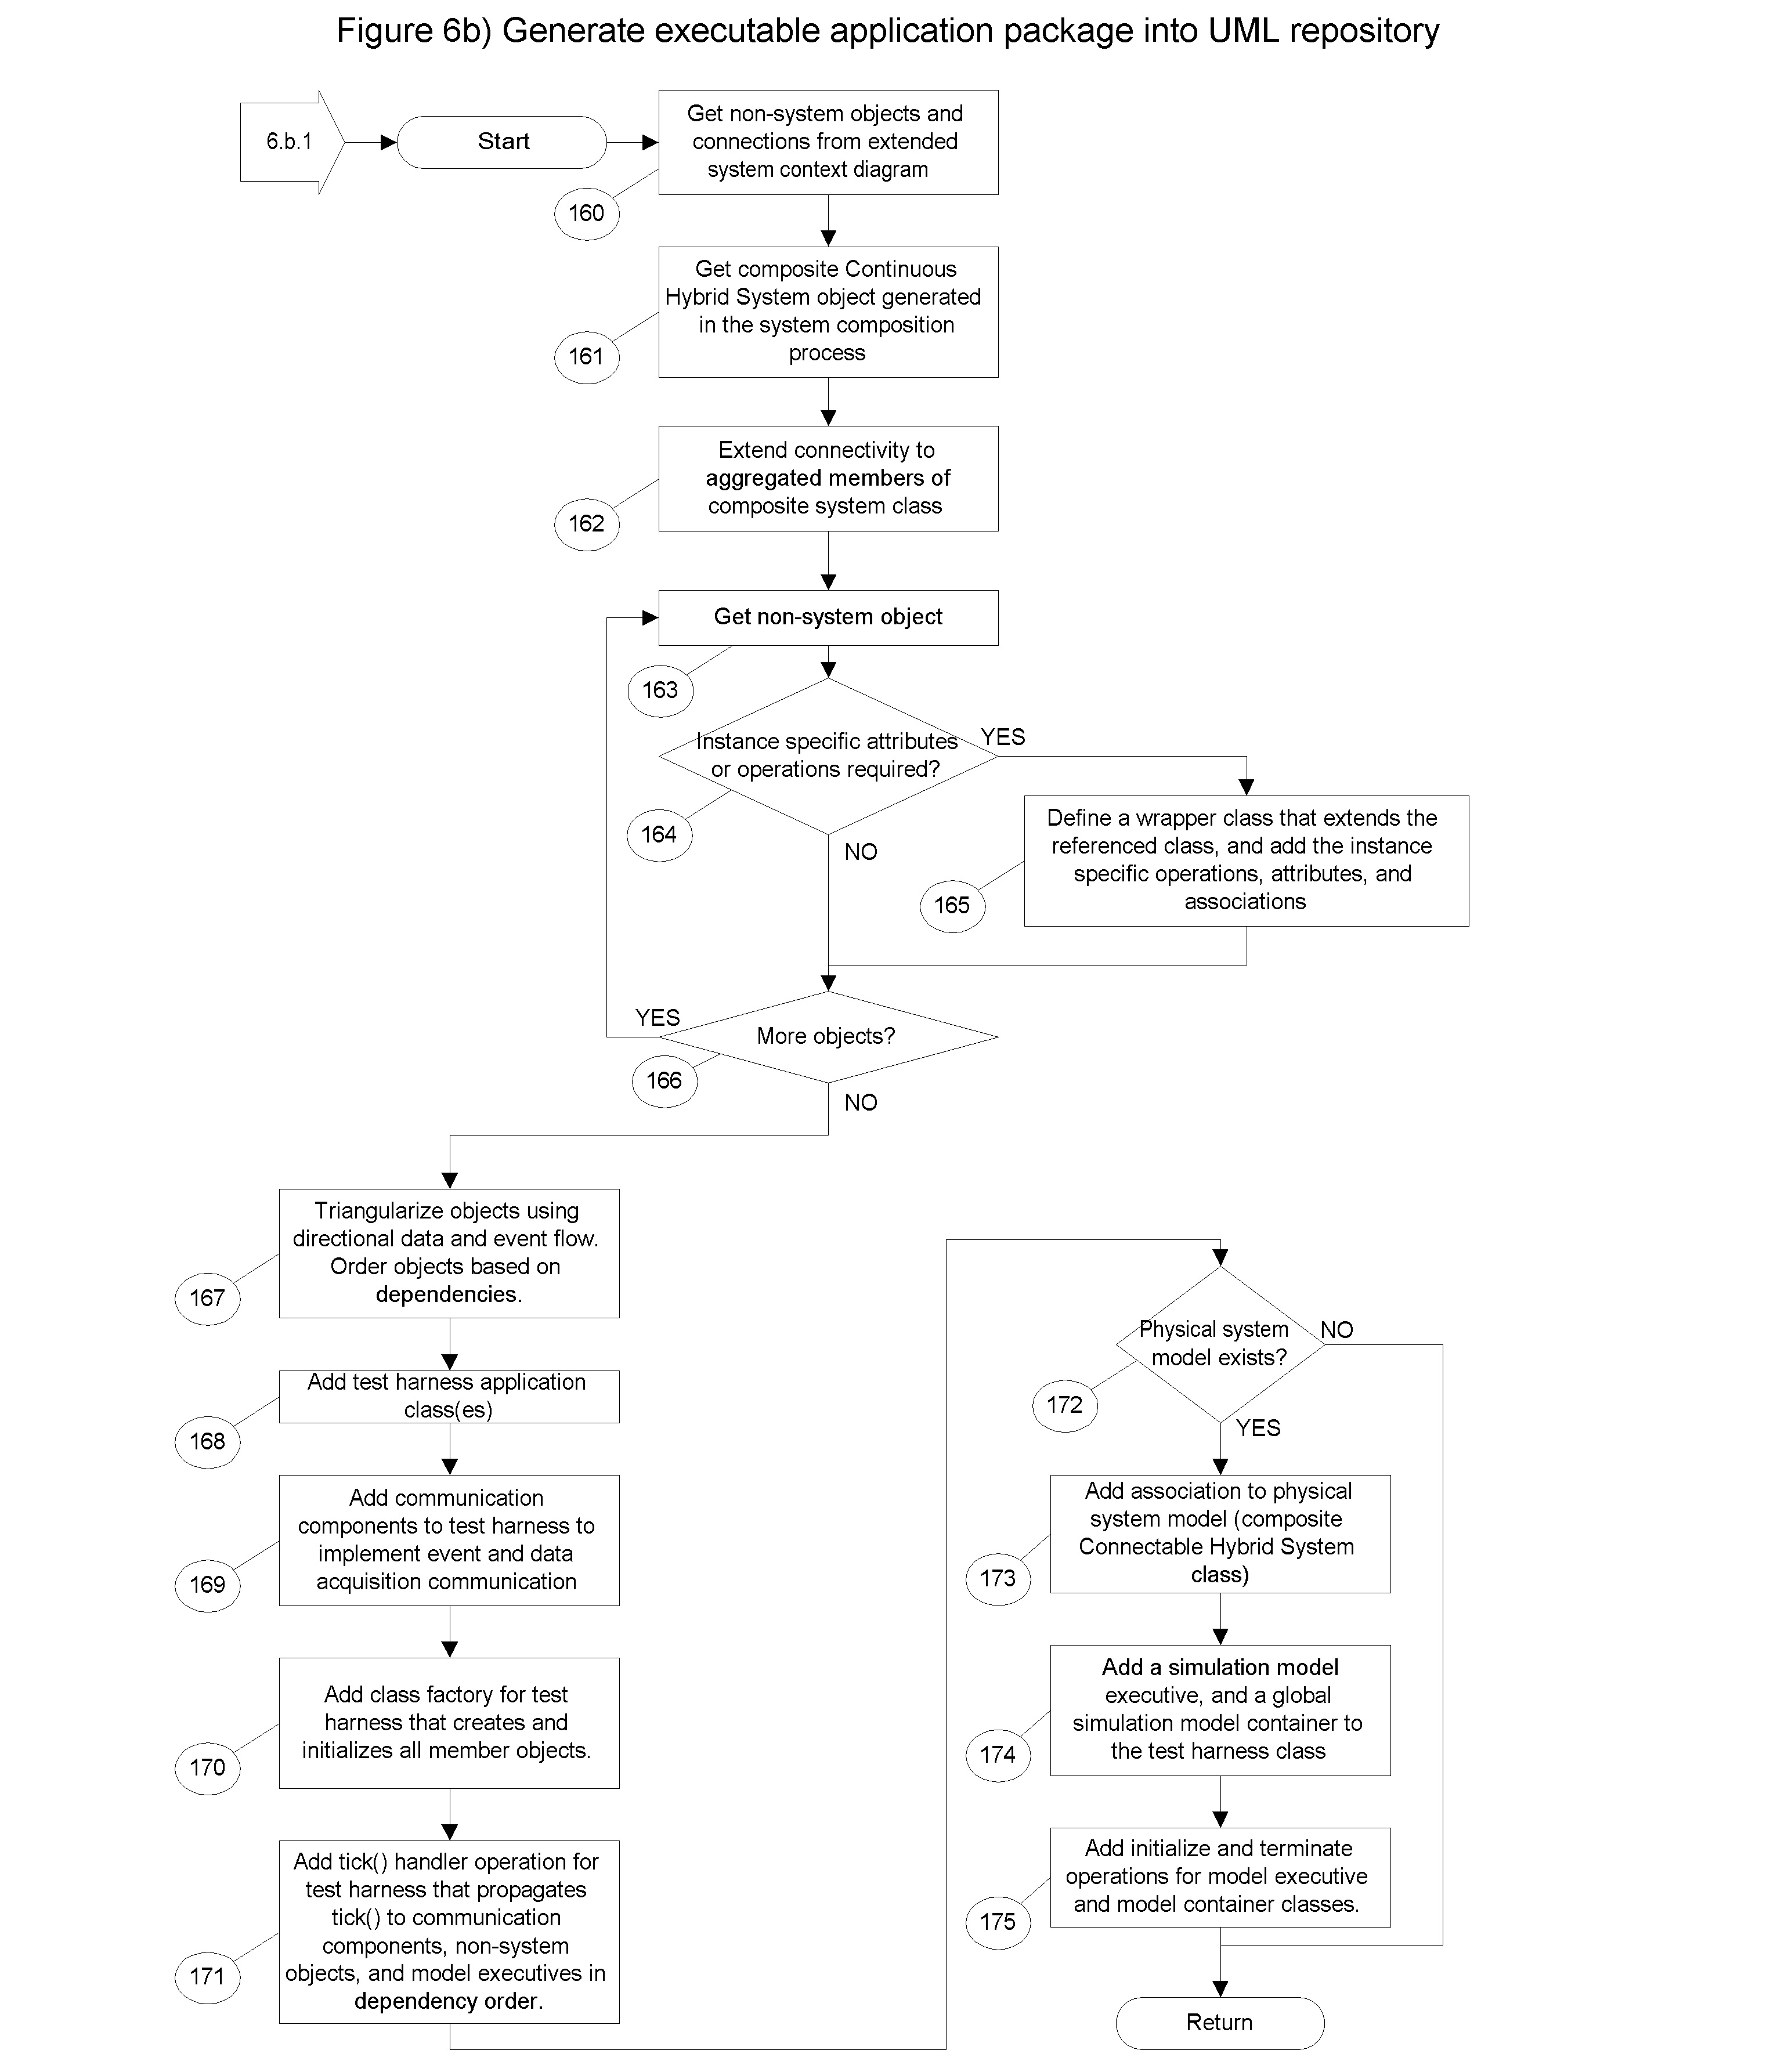 Figure 6b) Generate executable application package into UML repository
6.b.1
Start
Get non-system objects and
connections from extended
system context diagram
160
Get composite Continuous
Hybrid System object generated
in the system composition
process
161
Extend connectivity to
aggregated members of
composite system class
162
Get non-system object
163
Instance specific attributes
or operations required?
YES
164
NO
Define a wrapper class that extends the
referenced class, and add the instance
specific operations, attributes, and
associations
165
YES
More objects?
166
NO
Triangularize objects using
directional data and event flow.
Order objects based on
dependencies.
167
Add test harness application
class(es)
168
Add communication
components to test harness to
implement event and data
acquisition communication
169
Add class factory for test
harness that creates and
initializes all member objects.
170
Add tick() handler operation for
test harness that propagates
tick() to communication
components, non-system
objects, and model executives in
dependency order.
171
Physical system
model exists?
NO
172
YES
Add association to physical
system model (composite
Connectable Hybrid System
class)
173
Add a simulation model
executive, and a global
simulation model container to
the test harness class
174
Add initialize and terminate
operations for model executive
and model container classes.
175
Return